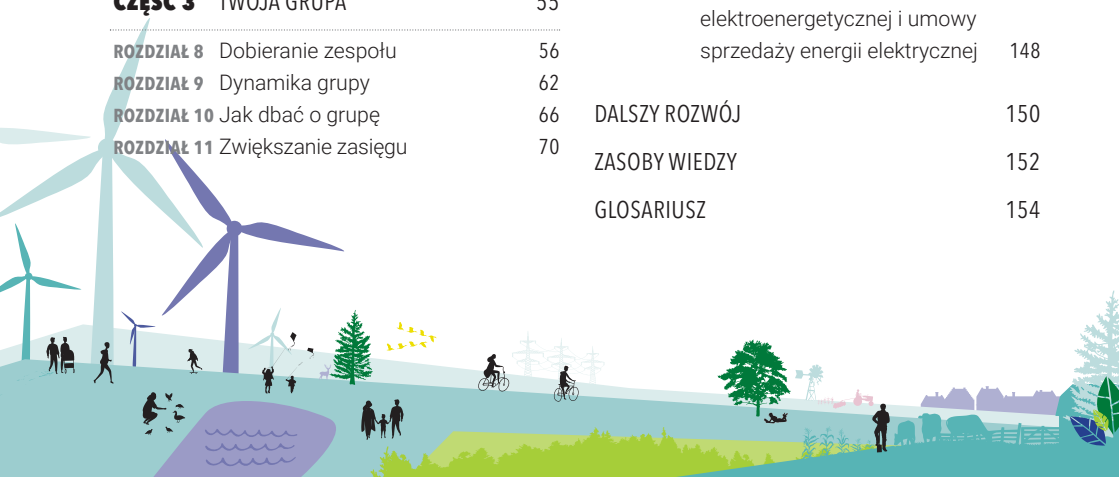 CZĘŚĆ 3 TWOJA GRUPA 55
ROZDZIAŁ 8 Dobieranie zespołu 56
ROZDZIAŁ 9 Dynamika grupy 62
ROZDZIAŁ 10 Jak dbać o grupę 66
ROZDZIAŁ 11 Zwiększanie zasięgu 70
elektroenergetycznej i umowy
sprzedaży energii elektrycznej 148
DALSZY ROZWÓJ 150
ZASOBY WIEDZY 152
GLOSARIUSZ 154